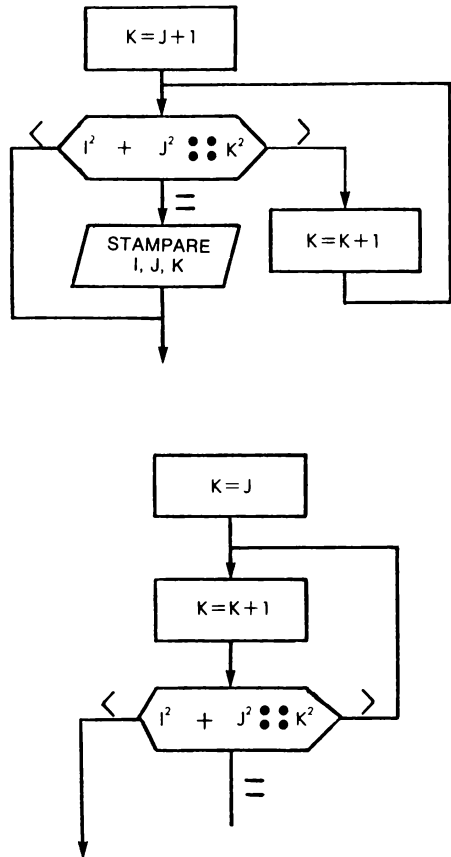 K = J + 1
< I² + J² :: K² >
=
STAMPARE
I, J, K
K = K + 1
K = J
K = K + 1
< I² + J² :: K² >
=